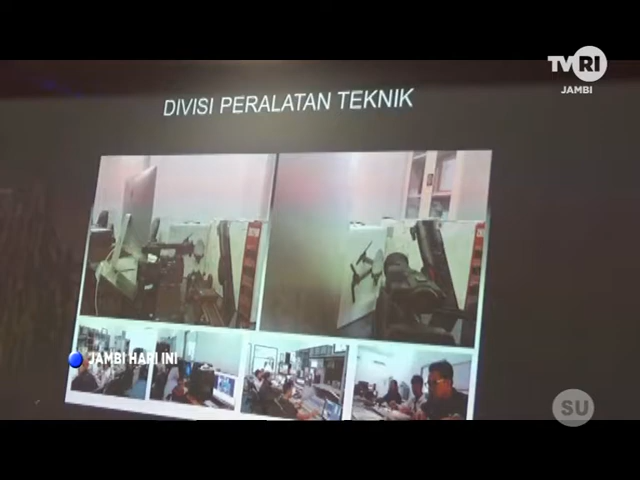 TVRI
JAMBI
DIVISI PERALATAN TEKNIK
JAMBI HARI INI
SU